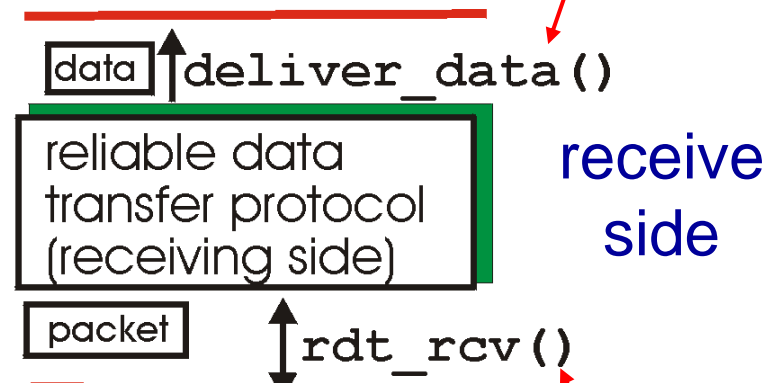 data deliver_data()
reliable data
transfer protocol
(receiving side)
receive
side
packet rdt_rcv()